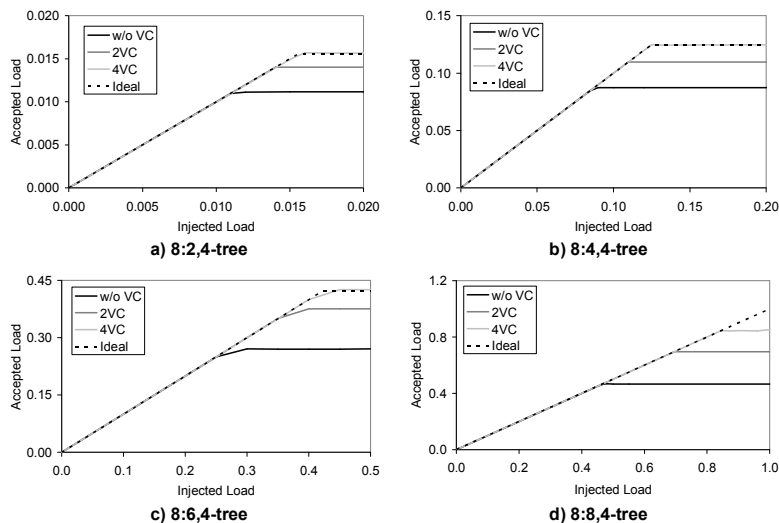 0.020
0.015
0.010
0.005
0.000
Accepted Load
w/o VC
2VC
4VC
Ideal
0.000 0.005 0.010 0.015 0.020
Injected Load
a) 8:2,4-tree
0.15
0.10
0.05
0.00
Accepted Load
w/o VC
2VC
4VC
Ideal
0.00 0.05 0.10 0.15 0.20
Injected Load
b) 8:4,4-tree
0.45
0.30
0.15
0.00
Accepted Load
w/o VC
2VC
4VC
Ideal
0.0 0.1 0.2 0.3 0.4 0.5
Injected Load
c) 8:6,4-tree
1.2
0.8
0.4
0.0
Accepted Load
w/o VC
2VC
4VC
Ideal
0.0 0.2 0.4 0.6 0.8 1.0
Injected Load
d) 8:8,4-tree